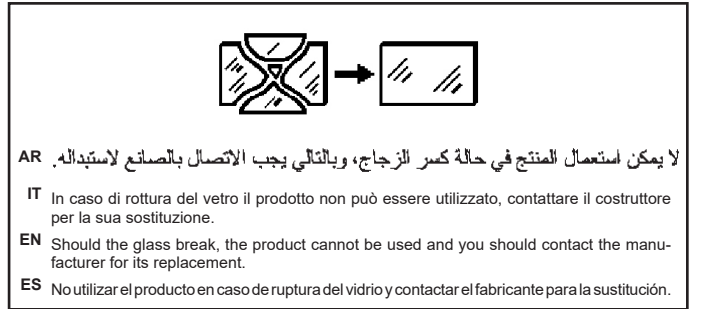 AR لا يمكن استعمال المنتج في حالة كسر الزجاج، وبالتالي يجب الاتصال بالصانع لاستبداله.
IT In caso di rottura del vetro il prodotto non può essere utilizzato, contattare il costruttore
per la sua sostituzione.
EN Should the glass break, the product cannot be used and you should contact the manu-
facturer for its replacement.
ES No utilizar el producto en caso de ruptura del vidrio y contactar el fabricante para la sustitución.